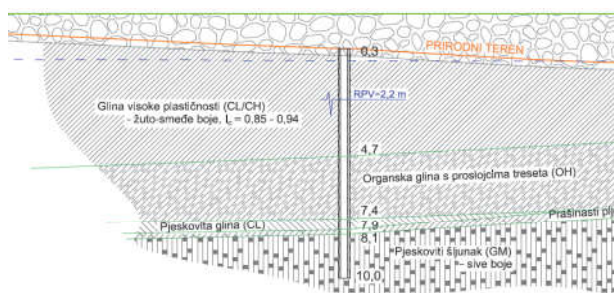 0,3
PRIRODNI TEREN
RPV-2,2 m
Glina visoke plastičnosti (CL/CH)
- žuto-smeđe boje, I = 0,85 - 0,94
4,7
Organska glina s proslojcima treseta (OH)
7,4
Prašinasti
Pjeskovita glina (CL)
7,9
8,1
Pjeskoviti šljunak (GM)
- sive boje
10,0